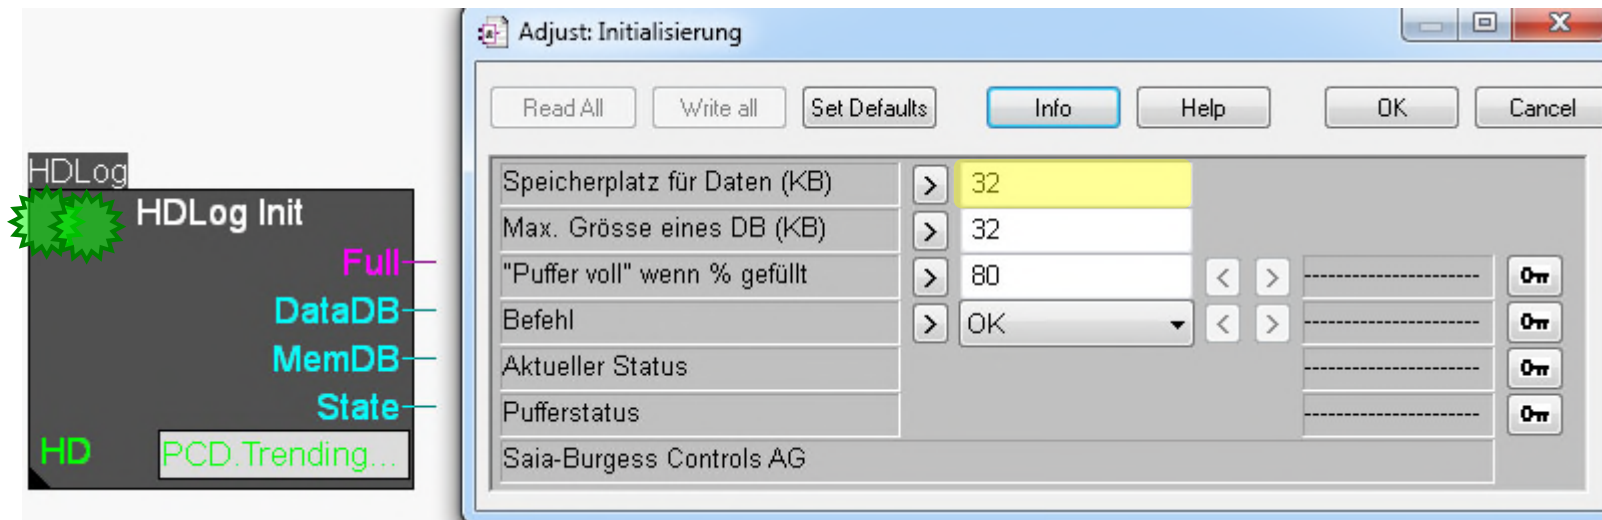 HDLog
HDLog Init
Full
DataDB
MemDB
State
HD PCD.Trending...
Adjust: Initialisierung
Read All Write all Set Defaults Info Help OK Cancel
Speicherplatz für Daten (KB) > 32
Max. Grösse eines DB (KB) > 32
"Puffer voll" wenn % gefüllt > 80 < > --------------------
Befehl > OK < > --------------------
Aktueller Status --------------------
Pufferstatus --------------------
Saia-Burgess Controls AG